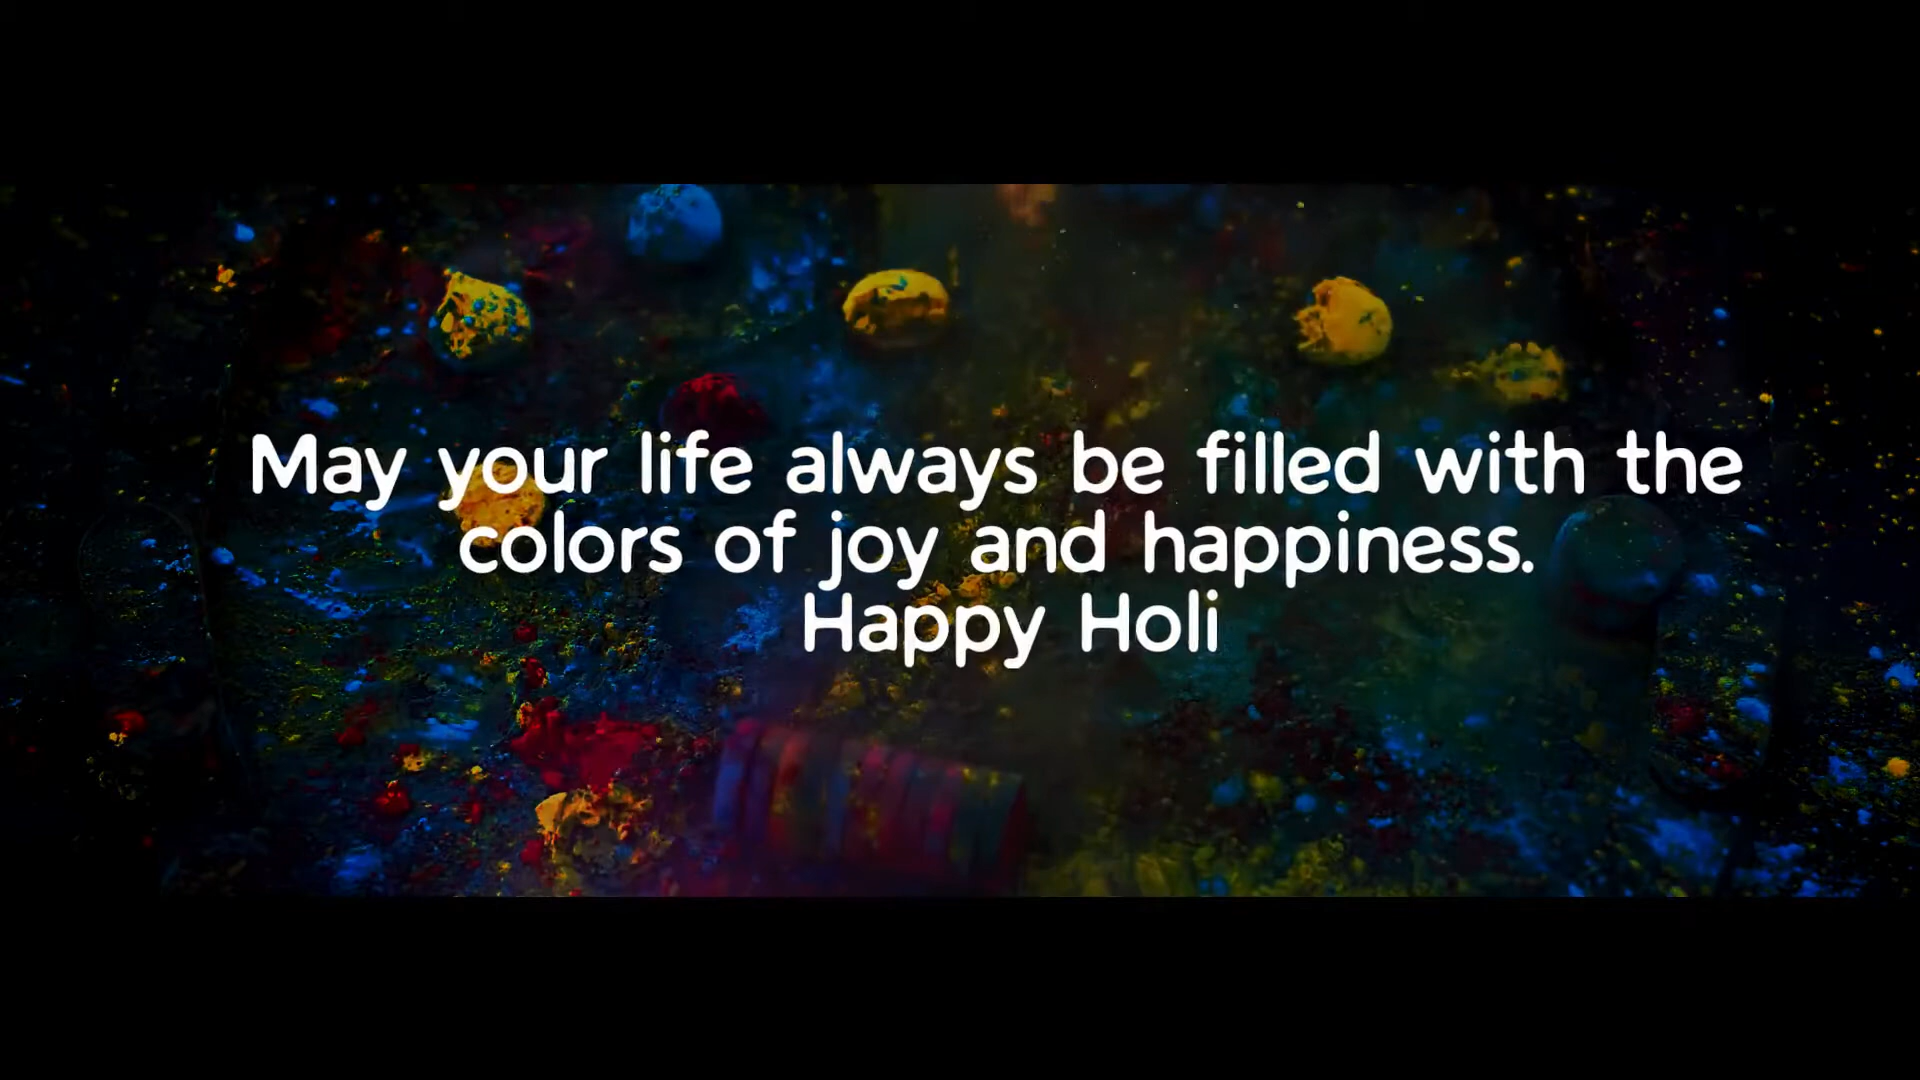 May your life always be filled with the
colors of joy and happiness.
Happy Holi